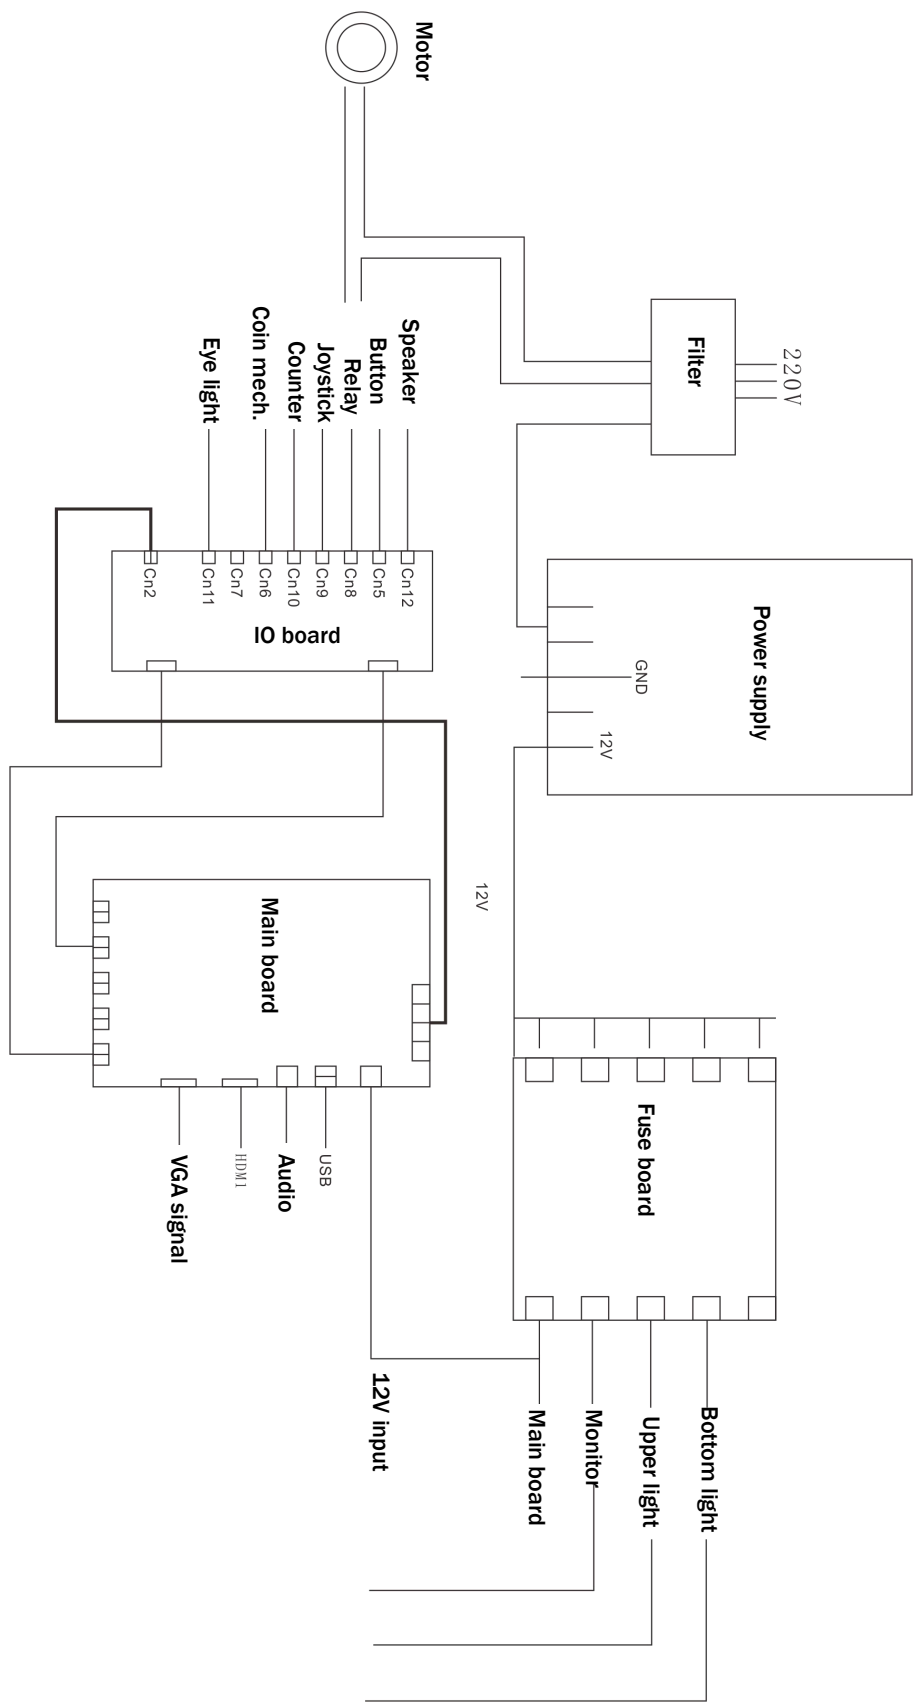 Motor
220V
Filter
Power supply
GND
12V
Speaker
Button
Relay
Joystick
Counter
Coin mech.
Eye light
Cn12
Cn5
Cn8
Cn9
Cn10
Cn6
Cn7
Cn11
Cn2
IO board
12V
Main board
Fuse board
USB
Audio
HDMI
VGA signal
12V input
Main board
Monitor
Upper light
Bottom light